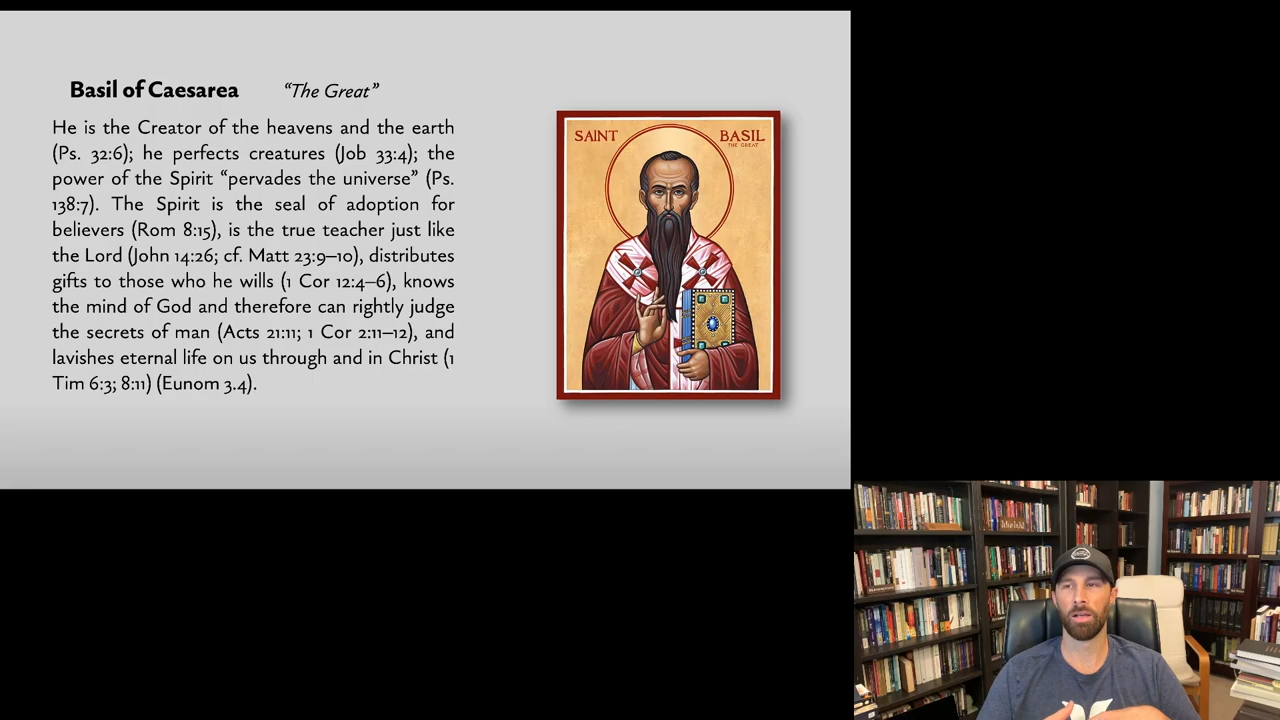 Basil of Caesarea “The Great”
He is the Creator of the heavens and the earth
(Ps. 32:6); he perfects creatures (Job 33:4); the
power of the Spirit “pervades the universe” (Ps.
138:7). The Spirit is the seal of adoption for
believers (Rom 8:15), is the true teacher just like
the Lord (John 14:26; cf. Matt 23:9–10), distributes
gifts to those who he wills (1 Cor 12:4–6), knows
the mind of God and therefore can rightly judge
the secrets of man (Acts 21:11; 1 Cor 2:11–12), and
lavishes eternal life on us through and in Christ (1
Tim 6:3; 8:11) (Eunom 3.4).
SAINT BASIL
THE GREAT